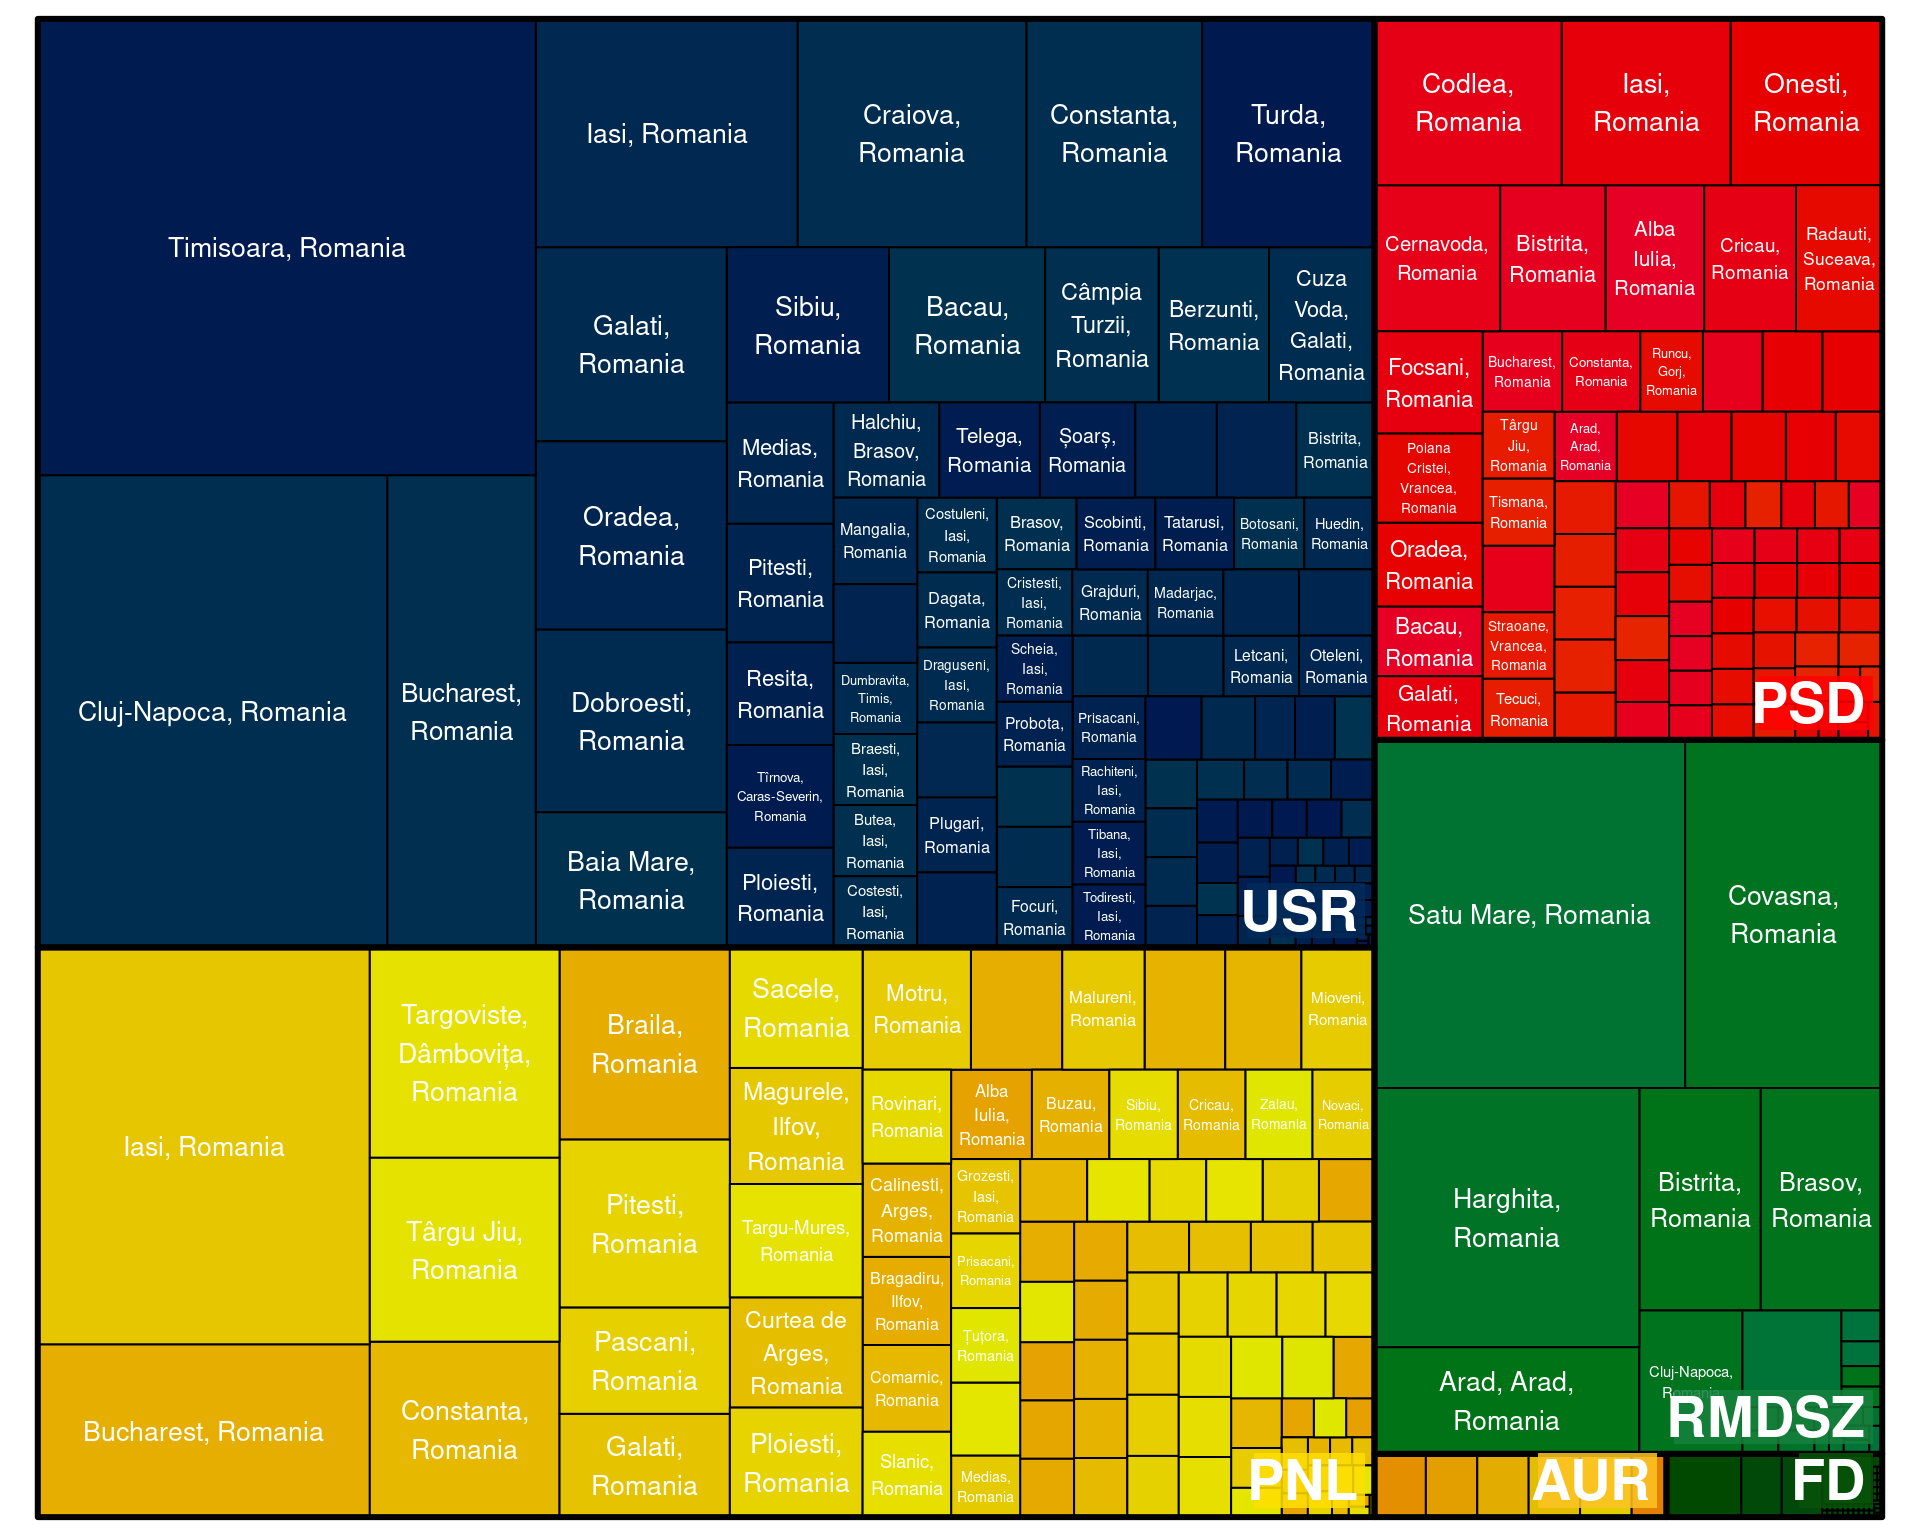 Timisoara, Romania
Cluj-Napoca, Romania
Bucharest,
Romania
Iasi, Romania
Craiova,
Romania
Constanta,
Romania
Turda,
Romania
Galati,
Romania
Oradea,
Romania
Dobroesti,
Romania
Baia Mare,
Romania
Sibiu,
Romania
Bacau,
Romania
Câmpia
Turzii,
Romania
Berzunti,
Romania
Cuza
Voda,
Galati,
Romania
Medias,
Romania
Pitesti,
Romania
Resita,
Romania
Tîrnova,
Caras-Severin,
Romania
Ploiesti,
Romania
Halchiu,
Brasov,
Romania
Telega,
Romania
Șoarș,
Romania
Bistrita,
Romania
Mangalia,
Romania
Dumbravita,
Timis,
Romania
Braesti,
Iasi,
Romania
Butea,
Iasi,
Romania
Costesti,
Iasi,
Romania
Costuleni,
Iasi,
Romania
Dagata,
Romania
Draguseni,
Iasi,
Romania
Plugari,
Romania
Brasov,
Romania
Scobinti,
Romania
Tatarusi,
Romania
Botosani,
Romania
Huedin,
Romania
Cristesti,
Iasi,
Romania
Grajduri,
Romania
Madarjac,
Romania
Scheia,
Iasi,
Romania
Letcani,
Romania
Oteleni,
Romania
Probota,
Romania
Prisacani,
Romania
Rachiteni,
Iasi,
Romania
Tibana,
Iasi,
Romania
Focuri,
Romania
Todiresti,
Iasi,
Romania
USR
Codlea,
Romania
Iasi,
Romania
Onesti,
Romania
Cernavoda,
Romania
Bistrita,
Romania
Alba
Iulia,
Romania
Cricau,
Romania
Radauti,
Suceava,
Romania
Focsani,
Romania
Poiana
Cristei,
Vrancea,
Romania
Oradea,
Romania
Bacau,
Romania
Galati,
Romania
Bucharest,
Romania
Constanta,
Romania
Runcu,
Gorj,
Romania
Târgu
Jiu,
Romania
Arad,
Arad,
Romania
Tismana,
Romania
Straoane,
Vrancea,
Romania
Tecuci,
Romania
PSD
Iasi, Romania
Bucharest, Romania
Targoviste,
Dâmbovița,
Romania
Târgu Jiu,
Romania
Constanta,
Romania
Braila,
Romania
Pitesti,
Romania
Pascani,
Romania
Galati,
Romania
Sacele,
Romania
Magurele,
Ilfov,
Romania
Targu-Mures,
Romania
Curtea de
Arges,
Romania
Ploiesti,
Romania
Motru,
Romania
Malureni,
Romania
Mioveni,
Romania
Rovinari,
Romania
Calinesti,
Arges,
Romania
Bragadiru,
Ilfov,
Romania
Comarnic,
Romania
Slanic,
Romania
Alba
Iulia,
Romania
Buzau,
Romania
Sibiu,
Romania
Cricau,
Romania
Zalau,
Romania
Novaci,
Romania
Grozesti,
Iasi,
Romania
Prisacani,
Romania
Țuțora,
Romania
Medias,
Romania
PNL
Satu Mare, Romania
Covasna,
Romania
Harghita,
Romania
Arad, Arad,
Romania
Bistrita,
Romania
Brasov,
Romania
Cluj-Napoca,
Romania
RMDSZ
AUR
FD